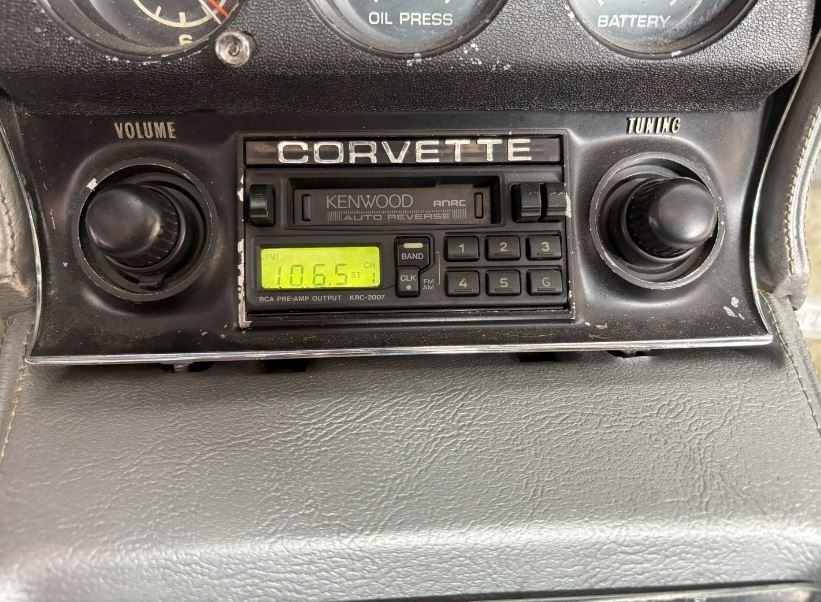 6
OIL PRESS
BATTERY
VOLUME
TUNING
CORVETTE
KENWOOD ANRC
AUTO REVERSE
FM1
106.5 ST CH 1
BAND
CLK
FM
AM
1 2 3
4 5 6
RCA PRE-AMP OUTPUT KRC-2007